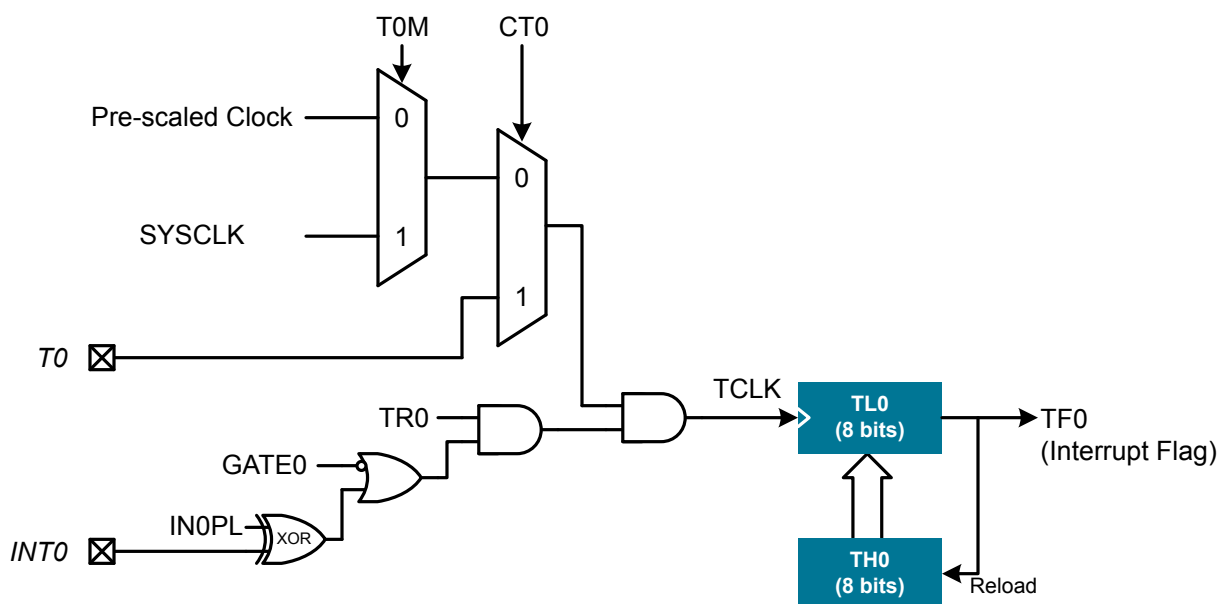 T0M
CT0
Pre-scaled Clock
0
0
SYSCLK
1
1
T0
TCLK
TR0
TL0
(8 bits)
TF0
(Interrupt Flag)
GATE0
IN0PL
XOR
INT0
TH0
(8 bits)
Reload